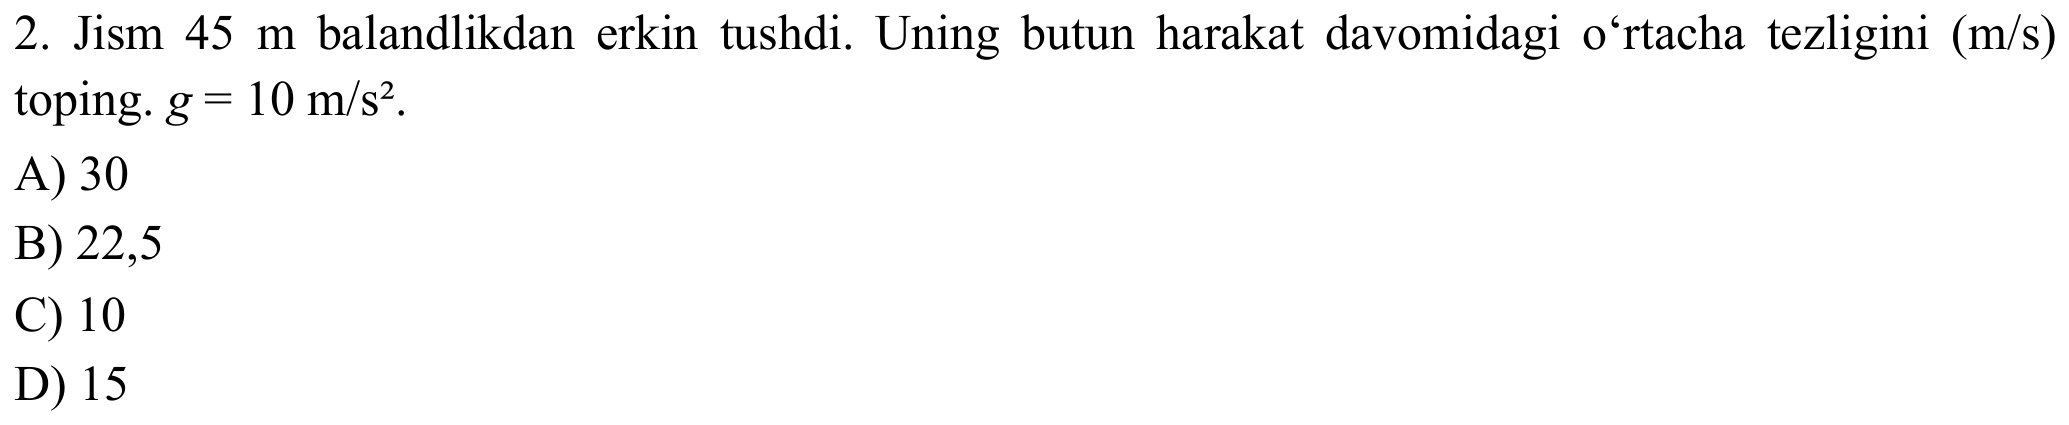 2. Jism 45 m balandlikdan erkin tushdi. Uning butun harakat davomidagi o‘rtacha tezligini (m/s)
toping. g = 10 m/s².
A) 30
B) 22,5
C) 10
D) 15